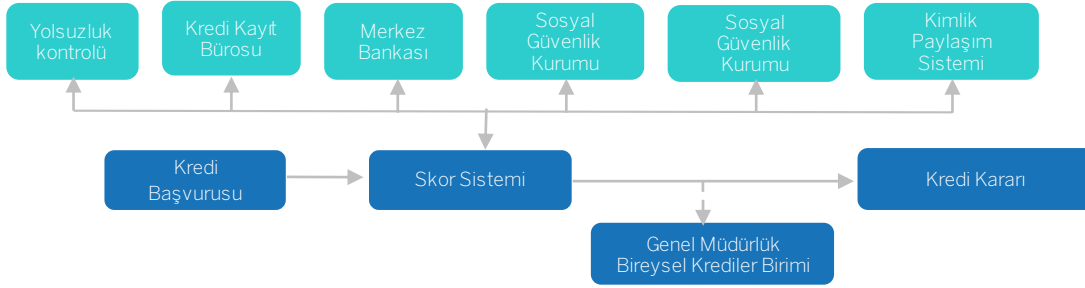 Yolsuzluk
kontrolü
Kredi Kayıt
Bürosu
Merkez
Bankası
Sosyal
Güvenlik
Kurumu
Sosyal
Güvenlik
Kurumu
Kimlik
Paylaşım
Sistemi
Kredi
Başvurusu
Skor Sistemi
Kredi Kararı
Genel Müdürlük
Bireysel Krediler Birimi